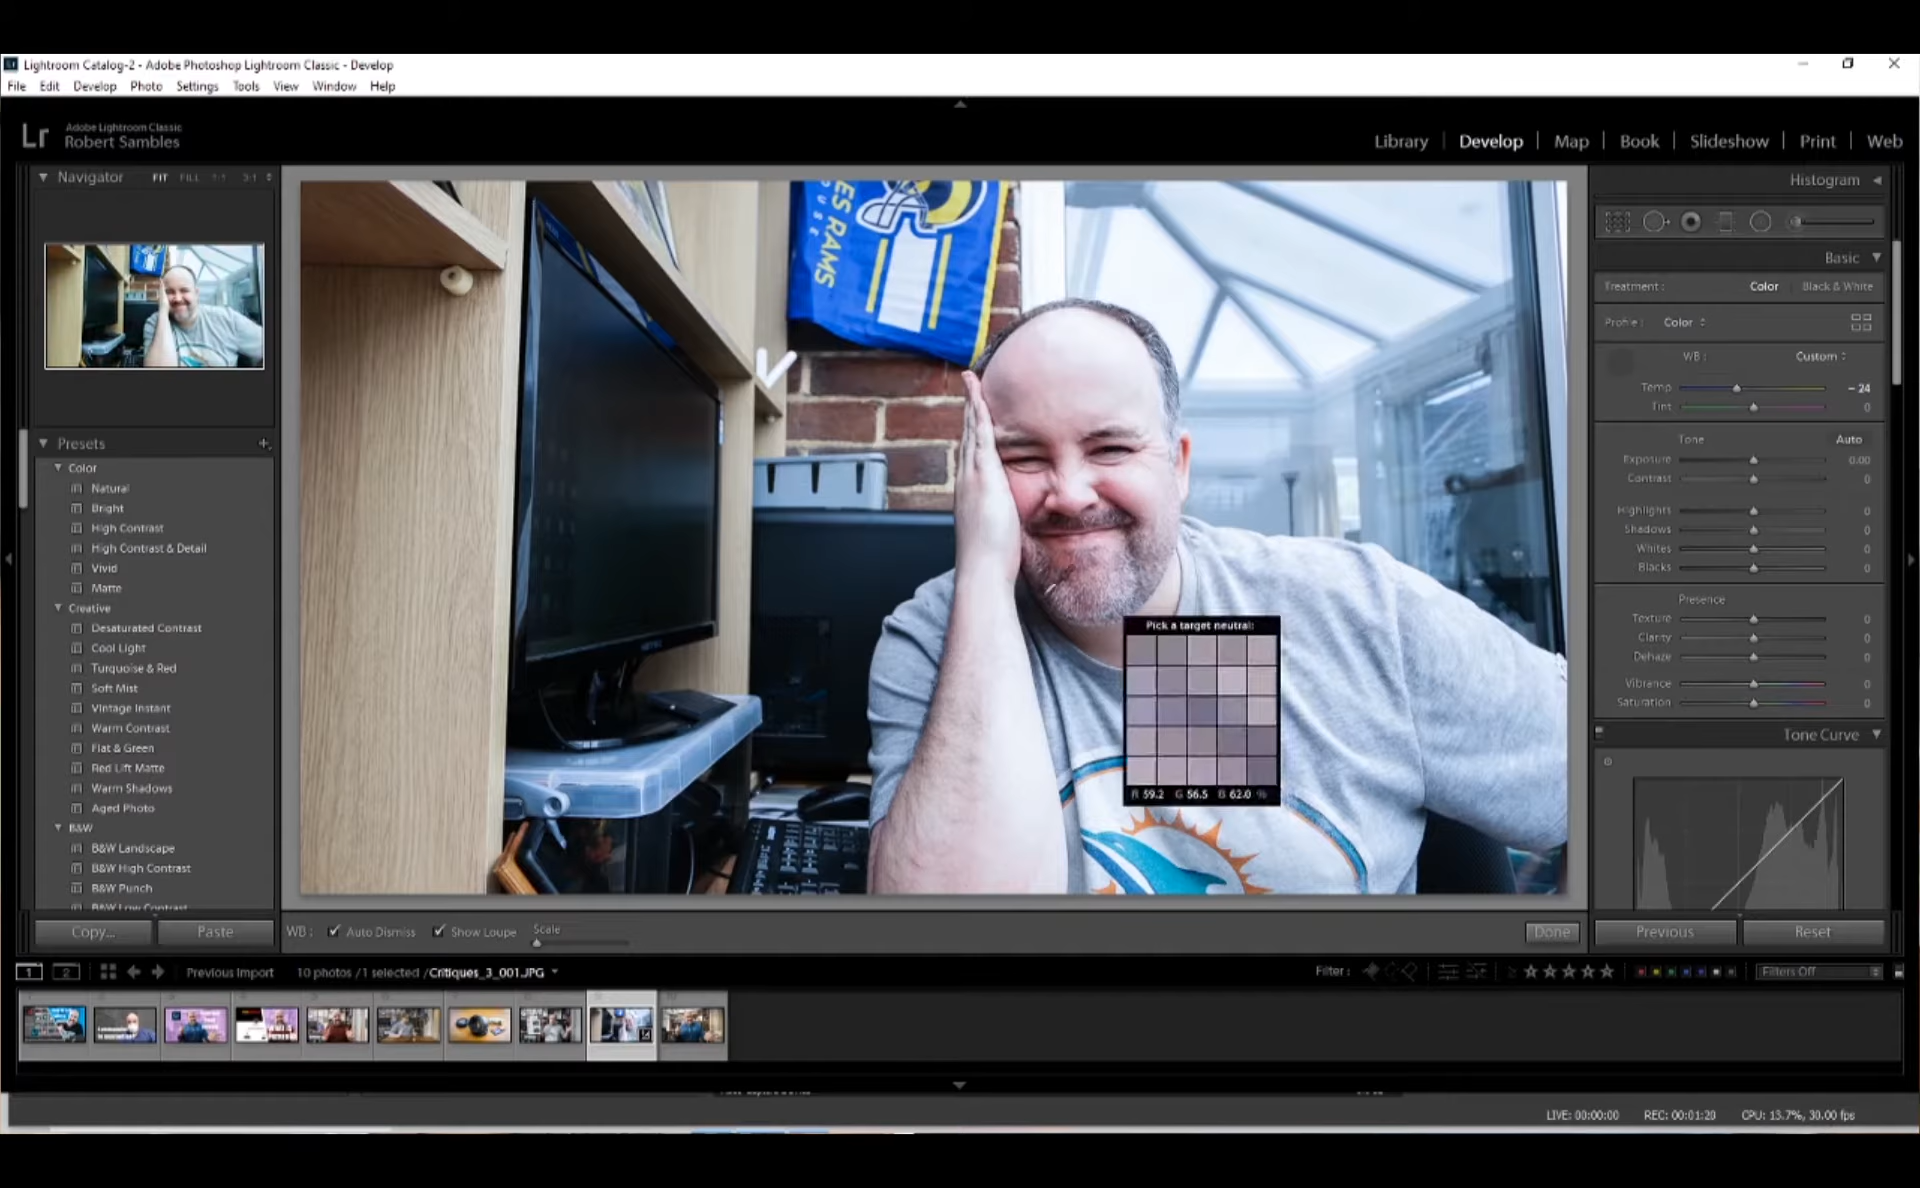 Lightroom Catalog-2 - Adobe Photoshop Lightroom Classic - Develop
File Edit Develop Photo Settings Tools View Window Help
Lr Adobe Lightroom Classic
Robert Sambles
Library | Develop | Map | Book | Slideshow | Print | Web
Navigator FIT FILL 1:1 3:1
Presets
Color
Natural
Bright
High Contrast
High Contrast & Detail
Vivid
Matte
Creative
Desaturated Contrast
Cool Light
Turquoise & Red
Soft Mist
Vintage Instant
Warm Contrast
Flat & Green
Red Lift Matte
Warm Shadows
Aged Photo
B&W
B&W Landscape
B&W High Contrast
B&W Punch
B&W Low Contrast
Copy... Paste
ES RAMS
Pick a target neutral:
R 59.2 G 56.5 B 62.0 %
WB: Auto Dismiss Show Loupe Scale Done
Histogram
Basic
Treatment: Color Black & White
Profile: Color
WB: Custom
Temp - 24
Tint 0
Tone Auto
Exposure 0.00
Contrast 0
Highlights 0
Shadows 0
Whites 0
Blacks 0
Presence
Texture 0
Clarity 0
Dehaze 0
Vibrance 0
Saturation 0
Tone Curve
Previous Reset
1 2 Previous Import 10 photos /1 selected /Critiques_3_001.JPG Filter: Filters Off
LIVE: 00:00:00 REC: 00:01:20 CPU: 13.7%, 30.00 fps